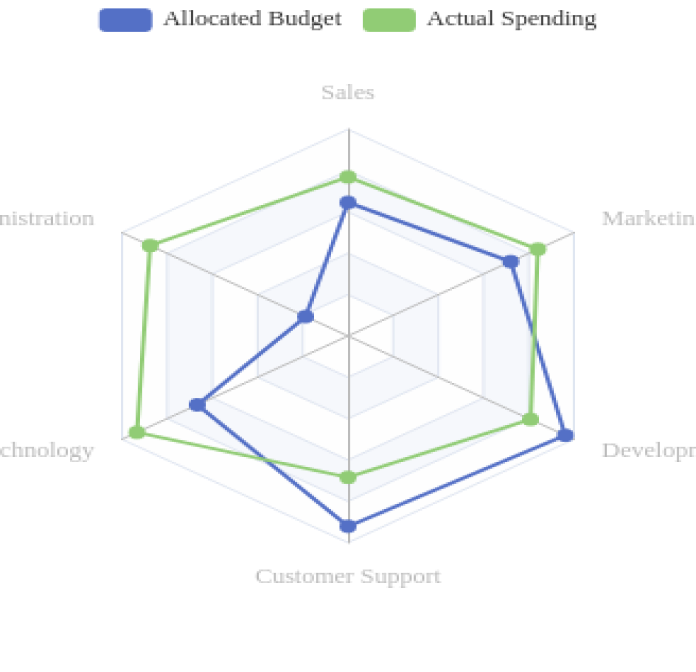 Allocated Budget Actual Spending
Sales
nistration Marketin
chnology Developr
Customer Support